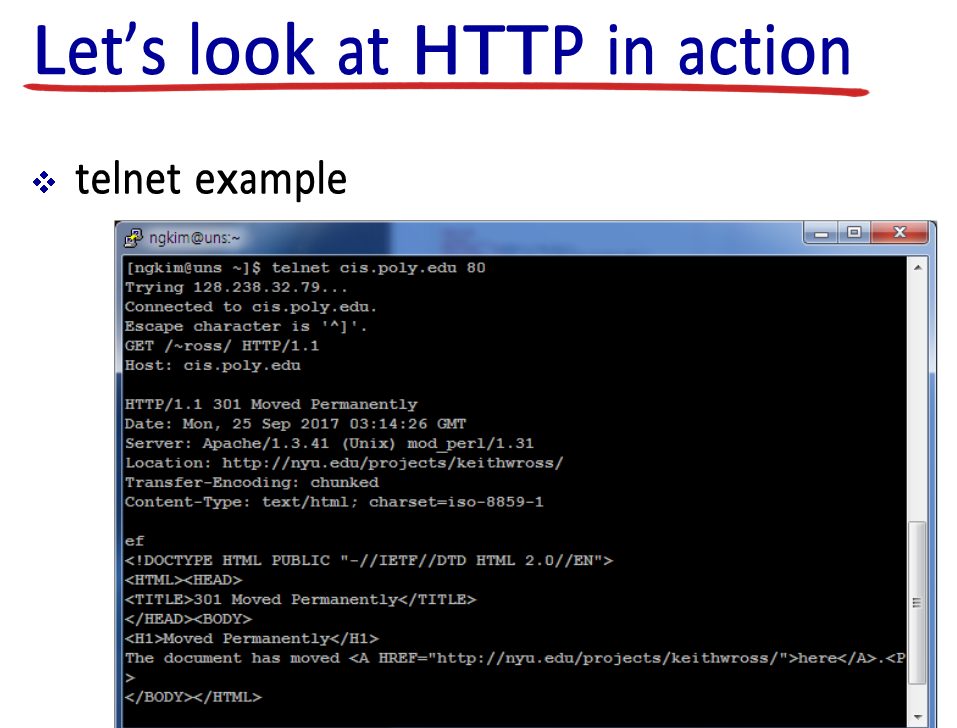 Let's look at HTTP in action
telnet example
ngkim@uns:~
[ngkim@uns ~]$ telnet cis.poly.edu 80
Trying 128.238.32.79...
Connected to cis.poly.edu.
Escape character is '^]'.
GET /~ross/ HTTP/1.1
Host: cis.poly.edu
HTTP/1.1 301 Moved Permanently
Date: Mon, 25 Sep 2017 03:14:26 GMT
Server: Apache/1.3.41 (Unix) mod_perl/1.31
Location: http://nyu.edu/projects/keithwross/
Transfer-Encoding: chunked
Content-Type: text/html; charset=iso-8859-1
ef
<!DOCTYPE HTML PUBLIC "-//IETF//DTD HTML 2.0//EN">
<HTML><HEAD>
<TITLE>301 Moved Permanently</TITLE>
</HEAD><BODY>
<H1>Moved Permanently</H1>
The document has moved <A HREF="http://nyu.edu/projects/keithwross/">here</A>.<P
>
</BODY></HTML>